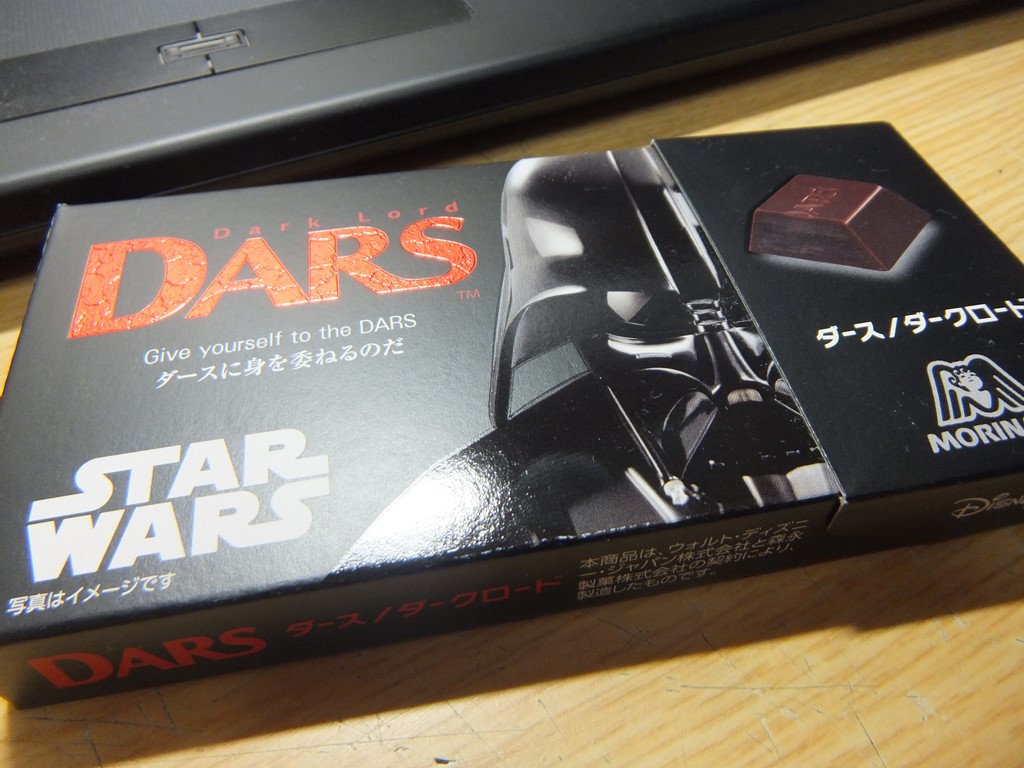 Dark Lord
DARS
TM
Give yourself to the DARS
ダースに身を委ねるのだ
STAR
WARS
写真はイメージです
DARS
ダース/ダークロード
MORIN
DARS ダース/ダークロード
本商品は、ウォルト・ディズニ
ー・ジャパン株式会社と森永
製菓株式会社の契約により、
製造したものです。